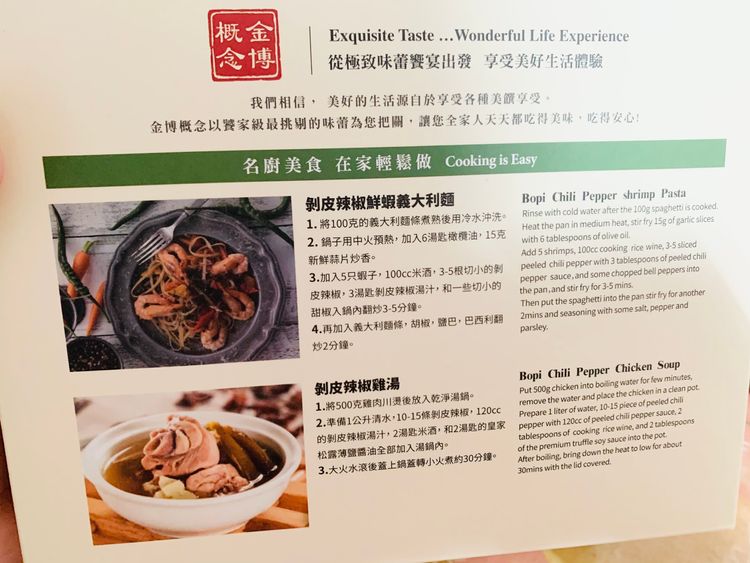 金博概念
Exquisite Taste ...Wonderful Life Experience
從極致味蕾饗宴出發 享受美好生活體驗
我們相信， 美好的生活源自於享受各種美饌享受。
金博概念以饕家級最挑剔的味蕾為您把關，讓您全家人天天都吃得美味，吃得安心!
名廚美食 在家輕鬆做 Cooking is Easy
剝皮辣椒鮮蝦義大利麵
1. 將100克的義大利麵條煮熟後用冷水沖洗。
2. 鍋子用中火預熱，加入6湯匙橄欖油，15克
新鮮蒜片炒香。
3.加入5只蝦子，100cc米酒，3-5根切小的剝
皮辣椒，3湯匙剝皮辣椒湯汁，和一些切小的
甜椒入鍋內翻炒3-5分鐘。
4.再加入義大利麵條，胡椒，鹽巴，巴西利翻
炒2分鐘。
Bopi Chili Pepper shrimp Pasta
Rinse with cold water after the 100g spaghetti is cooked.
Heat the pan in medium heat, stir fry 15g of garlic slices
with 6 tablespoons of olive oil.
Add 5 shrimps, 100cc cooking rice wine, 3-5 sliced
peeled chili pepper with 3 tablespoons of peeled chili
pepper sauce, and some chopped bell peppers into
the pan, and stir fry for 3-5 mins.
Then put the spaghetti into the pan stir fry for another
2mins and seasoning with some salt, pepper and
parsley.
剝皮辣椒雞湯
1.將500克雞肉川燙後放入乾淨湯鍋。
2.準備1公升清水，10-15條剝皮辣椒，120cc
的剝皮辣椒湯汁，2湯匙米酒，和2湯匙的皇家
松露薄鹽醬油全部加入湯鍋內。
3.大火水滾後蓋上鍋蓋轉小火煮約30分鐘。
Bopi Chili Pepper Chicken Soup
Put 500g chicken into boiling water for few minutes,
remove the water and place the chicken in a clean pot.
Prepare 1 liter of water, 10-15 piece of peeled chili
pepper with 120cc of peeled chili pepper sauce, 2
tablespoons of cooking rice wine, and 2 tablespoons
of the premium truffle soy sauce into the pot.
After boiling, bring down the heat to low for about
30mins with the lid covered.